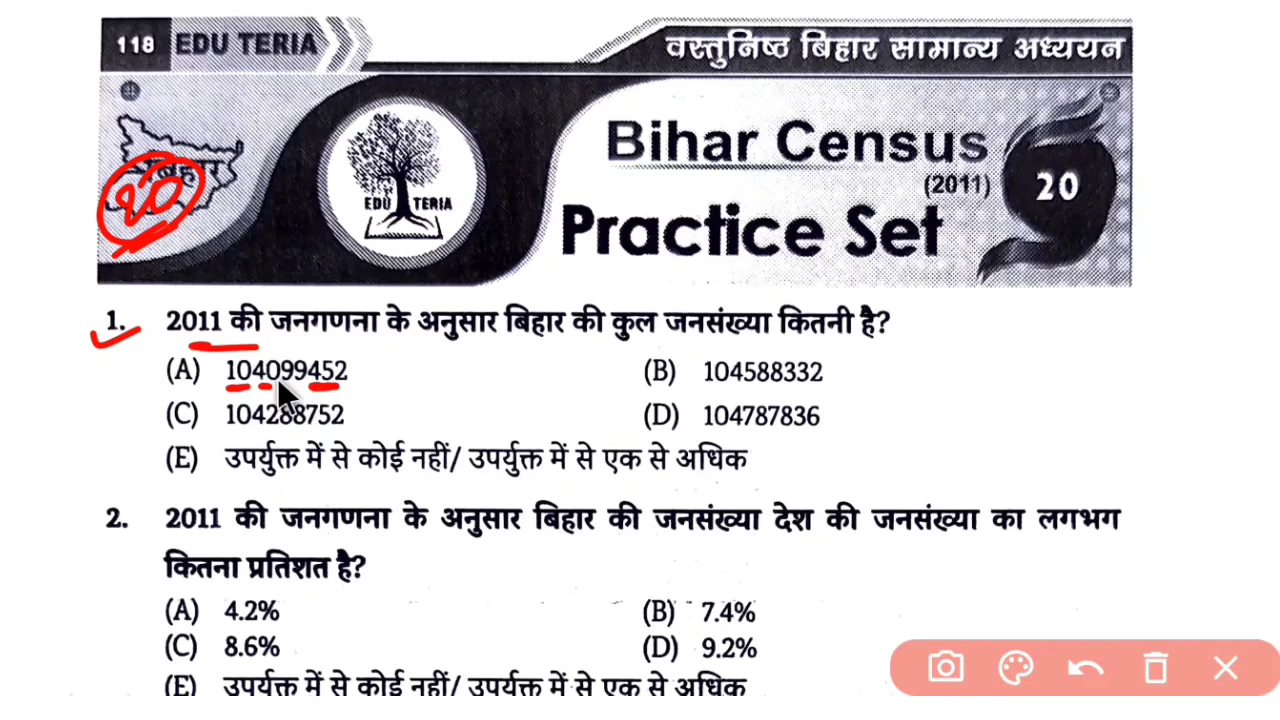 118 EDU TERIA
वस्तुनिष्ठ बिहार सामान्य अध्ययन
बिहार
20
EDU TERIA
Bihar Census
(2011)
20
Practice Set
1. 2011 की जनगणना के अनुसार बिहार की कुल जनसंख्या कितनी है?
(A) 104099452 (B) 104588332
(C) 104288752 (D) 104787836
(E) उपर्युक्त में से कोई नहीं/ उपर्युक्त में से एक से अधिक
2. 2011 की जनगणना के अनुसार बिहार की जनसंख्या देश की जनसंख्या का लगभग
कितना प्रतिशत है?
(A) 4.2% (B) 7.4%
(C) 8.6% (D) 9.2%
(E) उपर्युक्त में से कोई नहीं/ उपर्युक्त में से एक से अधिक